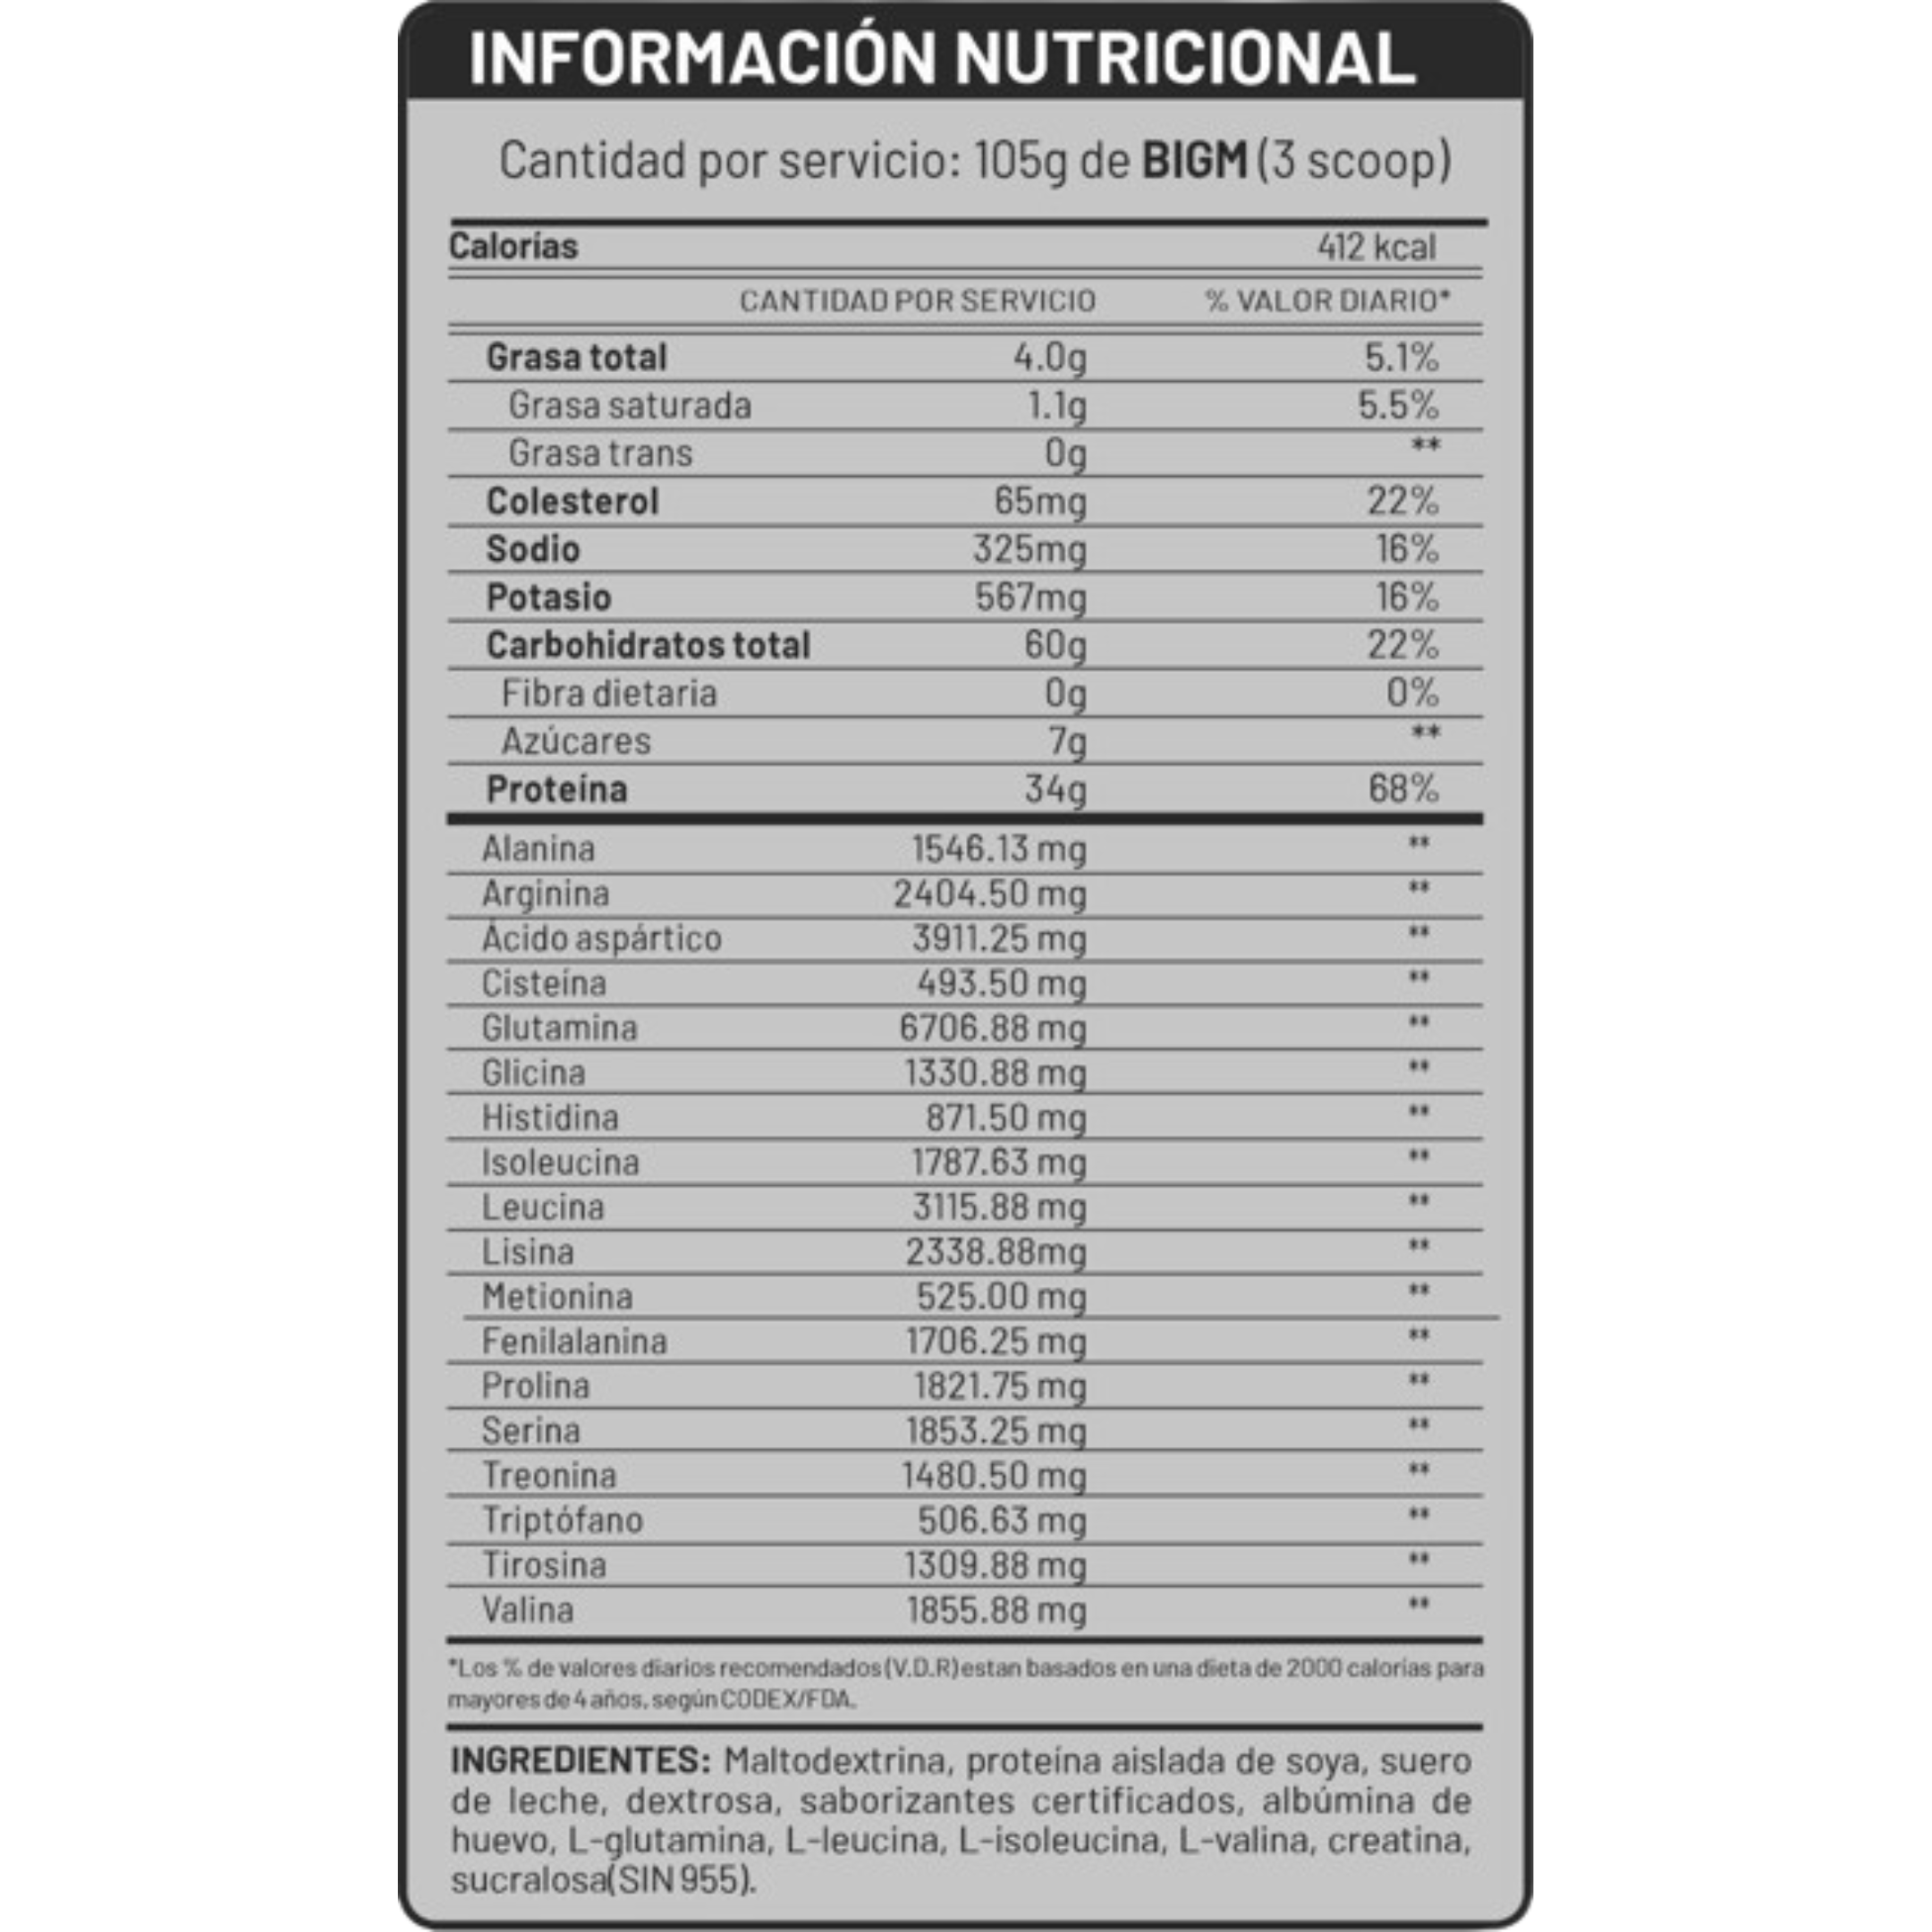 INFORMACIÓN NUTRICIONAL
Cantidad por servicio: 105g de BIGM (3 scoop)
Calorías 412 kcal
CANTIDAD POR SERVICIO % VALOR DIARIO*
Grasa total 4.0g 5.1%
Grasa saturada 1.1g 5.5%
Grasa trans 0g **
Colesterol 65mg 22%
Sodio 325mg 16%
Potasio 567mg 16%
Carbohidratos total 60g 22%
Fibra dietaria 0g 0%
Azúcares 7g **
Proteína 34g 68%
Alanina 1546.13 mg **
Arginina 2404.50 mg **
Ácido aspártico 3911.25 mg **
Cisteína 493.50 mg **
Glutamina 6706.88 mg **
Glicina 1330.88 mg **
Histidina 871.50 mg **
Isoleucina 1787.63 mg **
Leucina 3115.88 mg **
Lisina 2338.88mg **
Metionina 525.00 mg **
Fenilalanina 1706.25 mg **
Prolina 1821.75 mg **
Serina 1853.25 mg **
Treonina 1480.50 mg **
Triptófano 506.63 mg **
Tirosina 1309.88 mg **
Valina 1855.88 mg **
*Los % de valores diarios recomendados (V.D.R) estan basados en una dieta de 2000 calorías para
mayores de 4 años, según CODEX/FDA.
INGREDIENTES: Maltodextrina, proteína aislada de soya, suero
de leche, dextrosa, saborizantes certificados, albúmina de
huevo, L-glutamina, L-leucina, L-isoleucina, L-valina, creatina,
sucralosa(SIN 955).